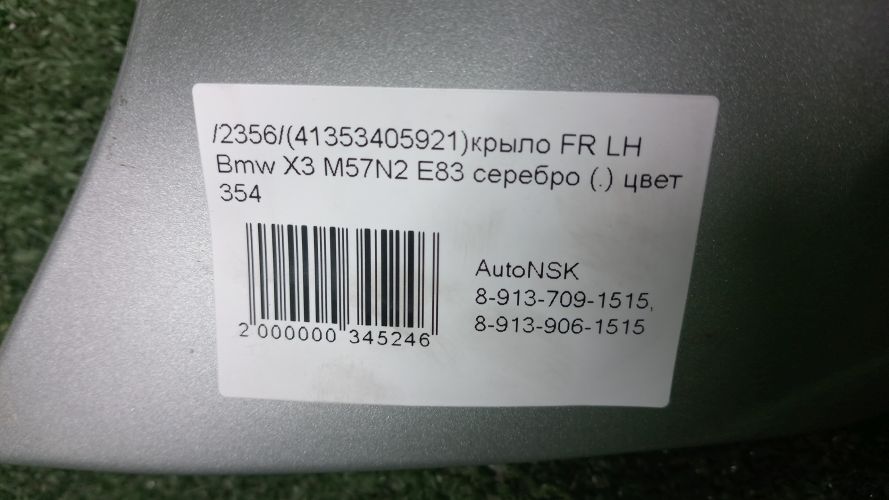 /2356/(41353405921)крыло FR LH
Bmw X3 M57N2 E83 серебро (.) цвет
354
AutoNSK
8-913-709-1515,
8-913-906-1515
2 000000 345246